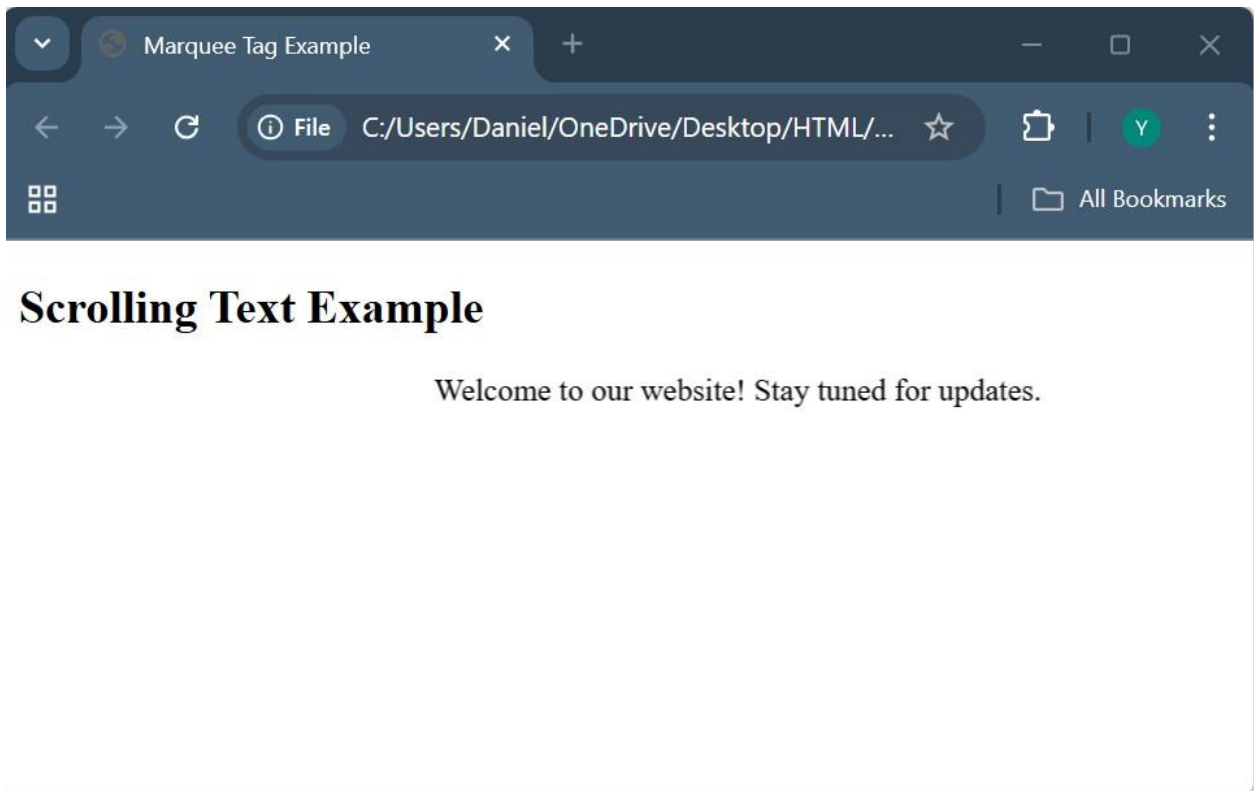 Marquee Tag Example
File C:/Users/Daniel/OneDrive/Desktop/HTML/... Y
All Bookmarks
Scrolling Text Example
Welcome to our website! Stay tuned for updates.